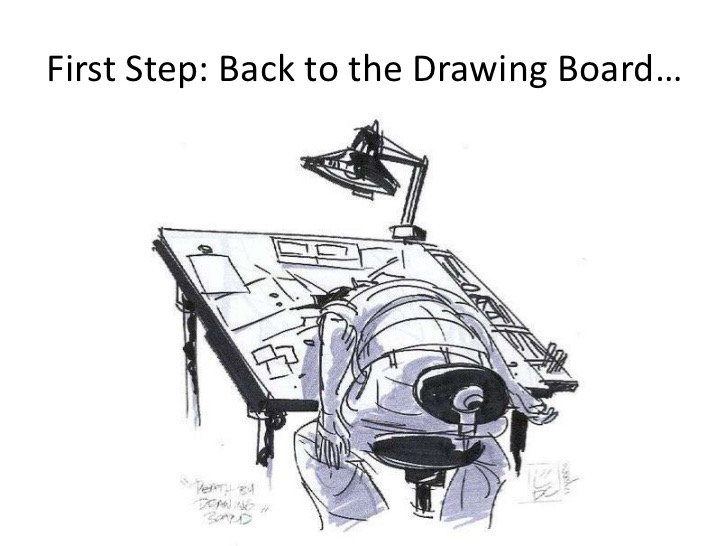 First Step: Back to the Drawing Board…
"DEATH BY
DRAWING
BOARD"